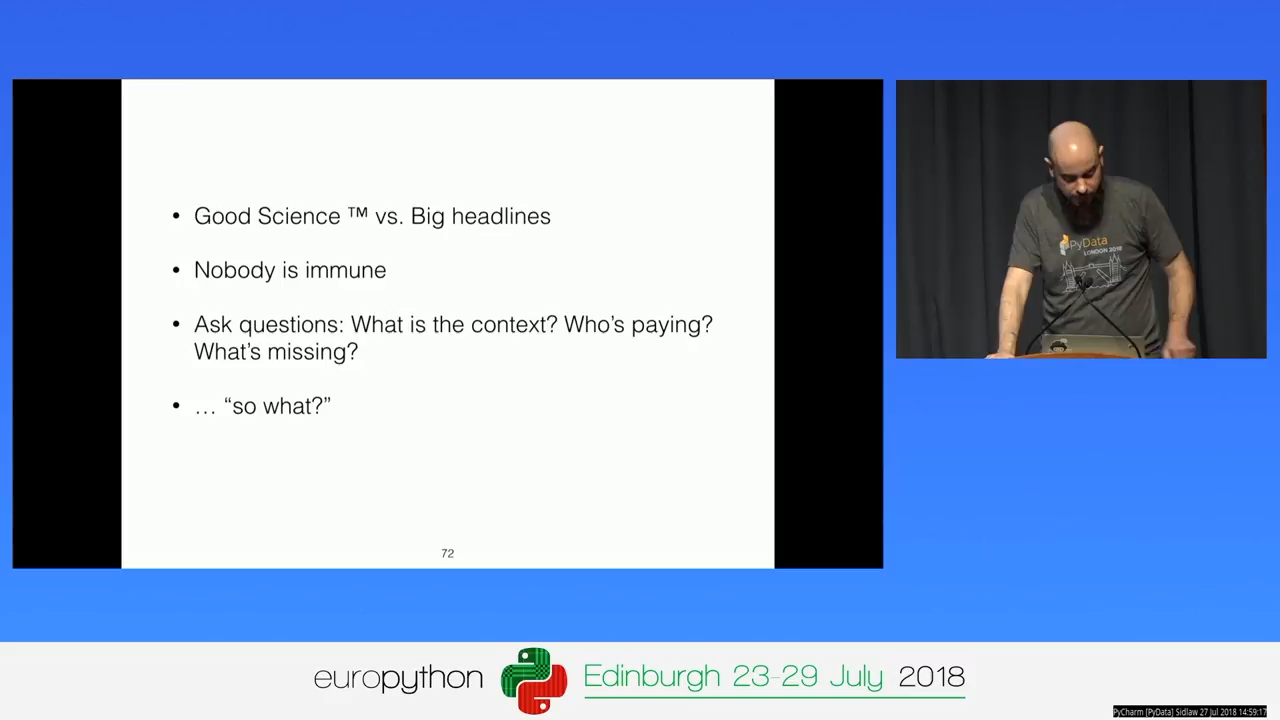 • Good Science ™ vs. Big headlines
• Nobody is immune
• Ask questions: What is the context? Who's paying?
What's missing?
• … “so what?”
72
PyData
LONDON 2018
europython
Edinburgh 23-29 July 2018
PyCharm [PyData] Sidlaw 27 Jul 2018 14:59:17